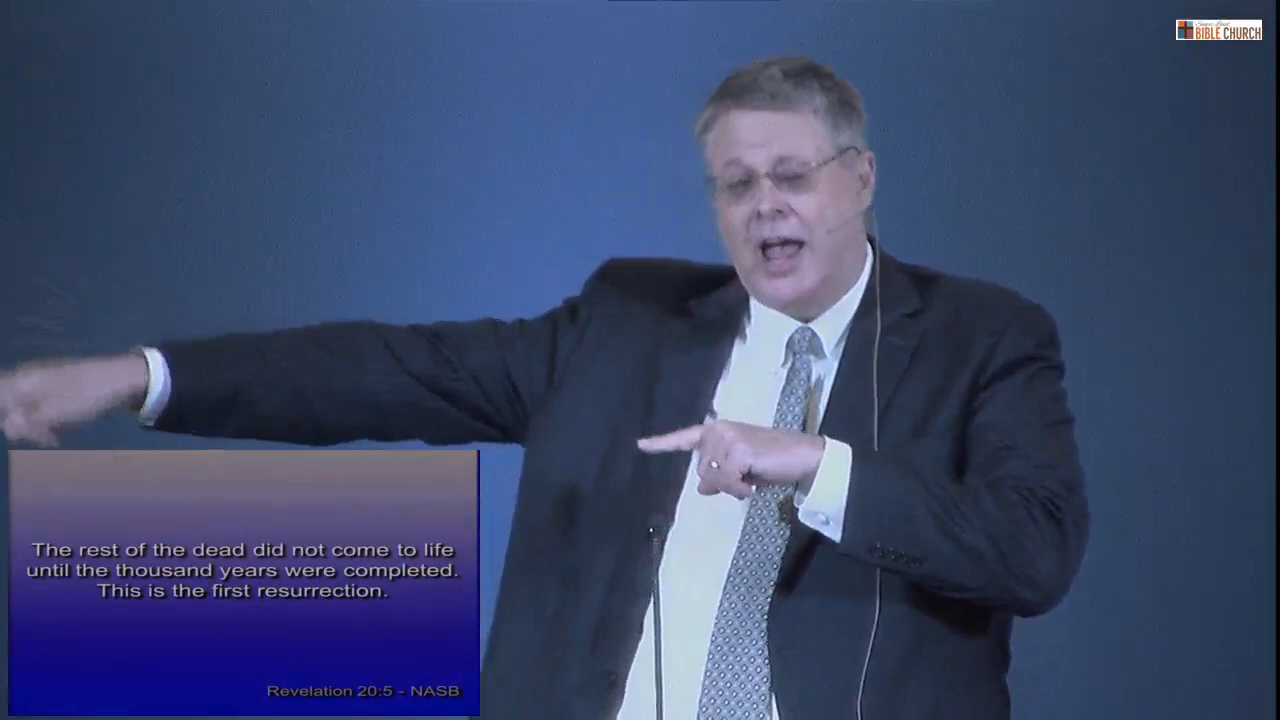 BIBLE CHURCH
The rest of the dead did not come to life
until the thousand years were completed.
This is the first resurrection.
Revelation 20:5 - NASB